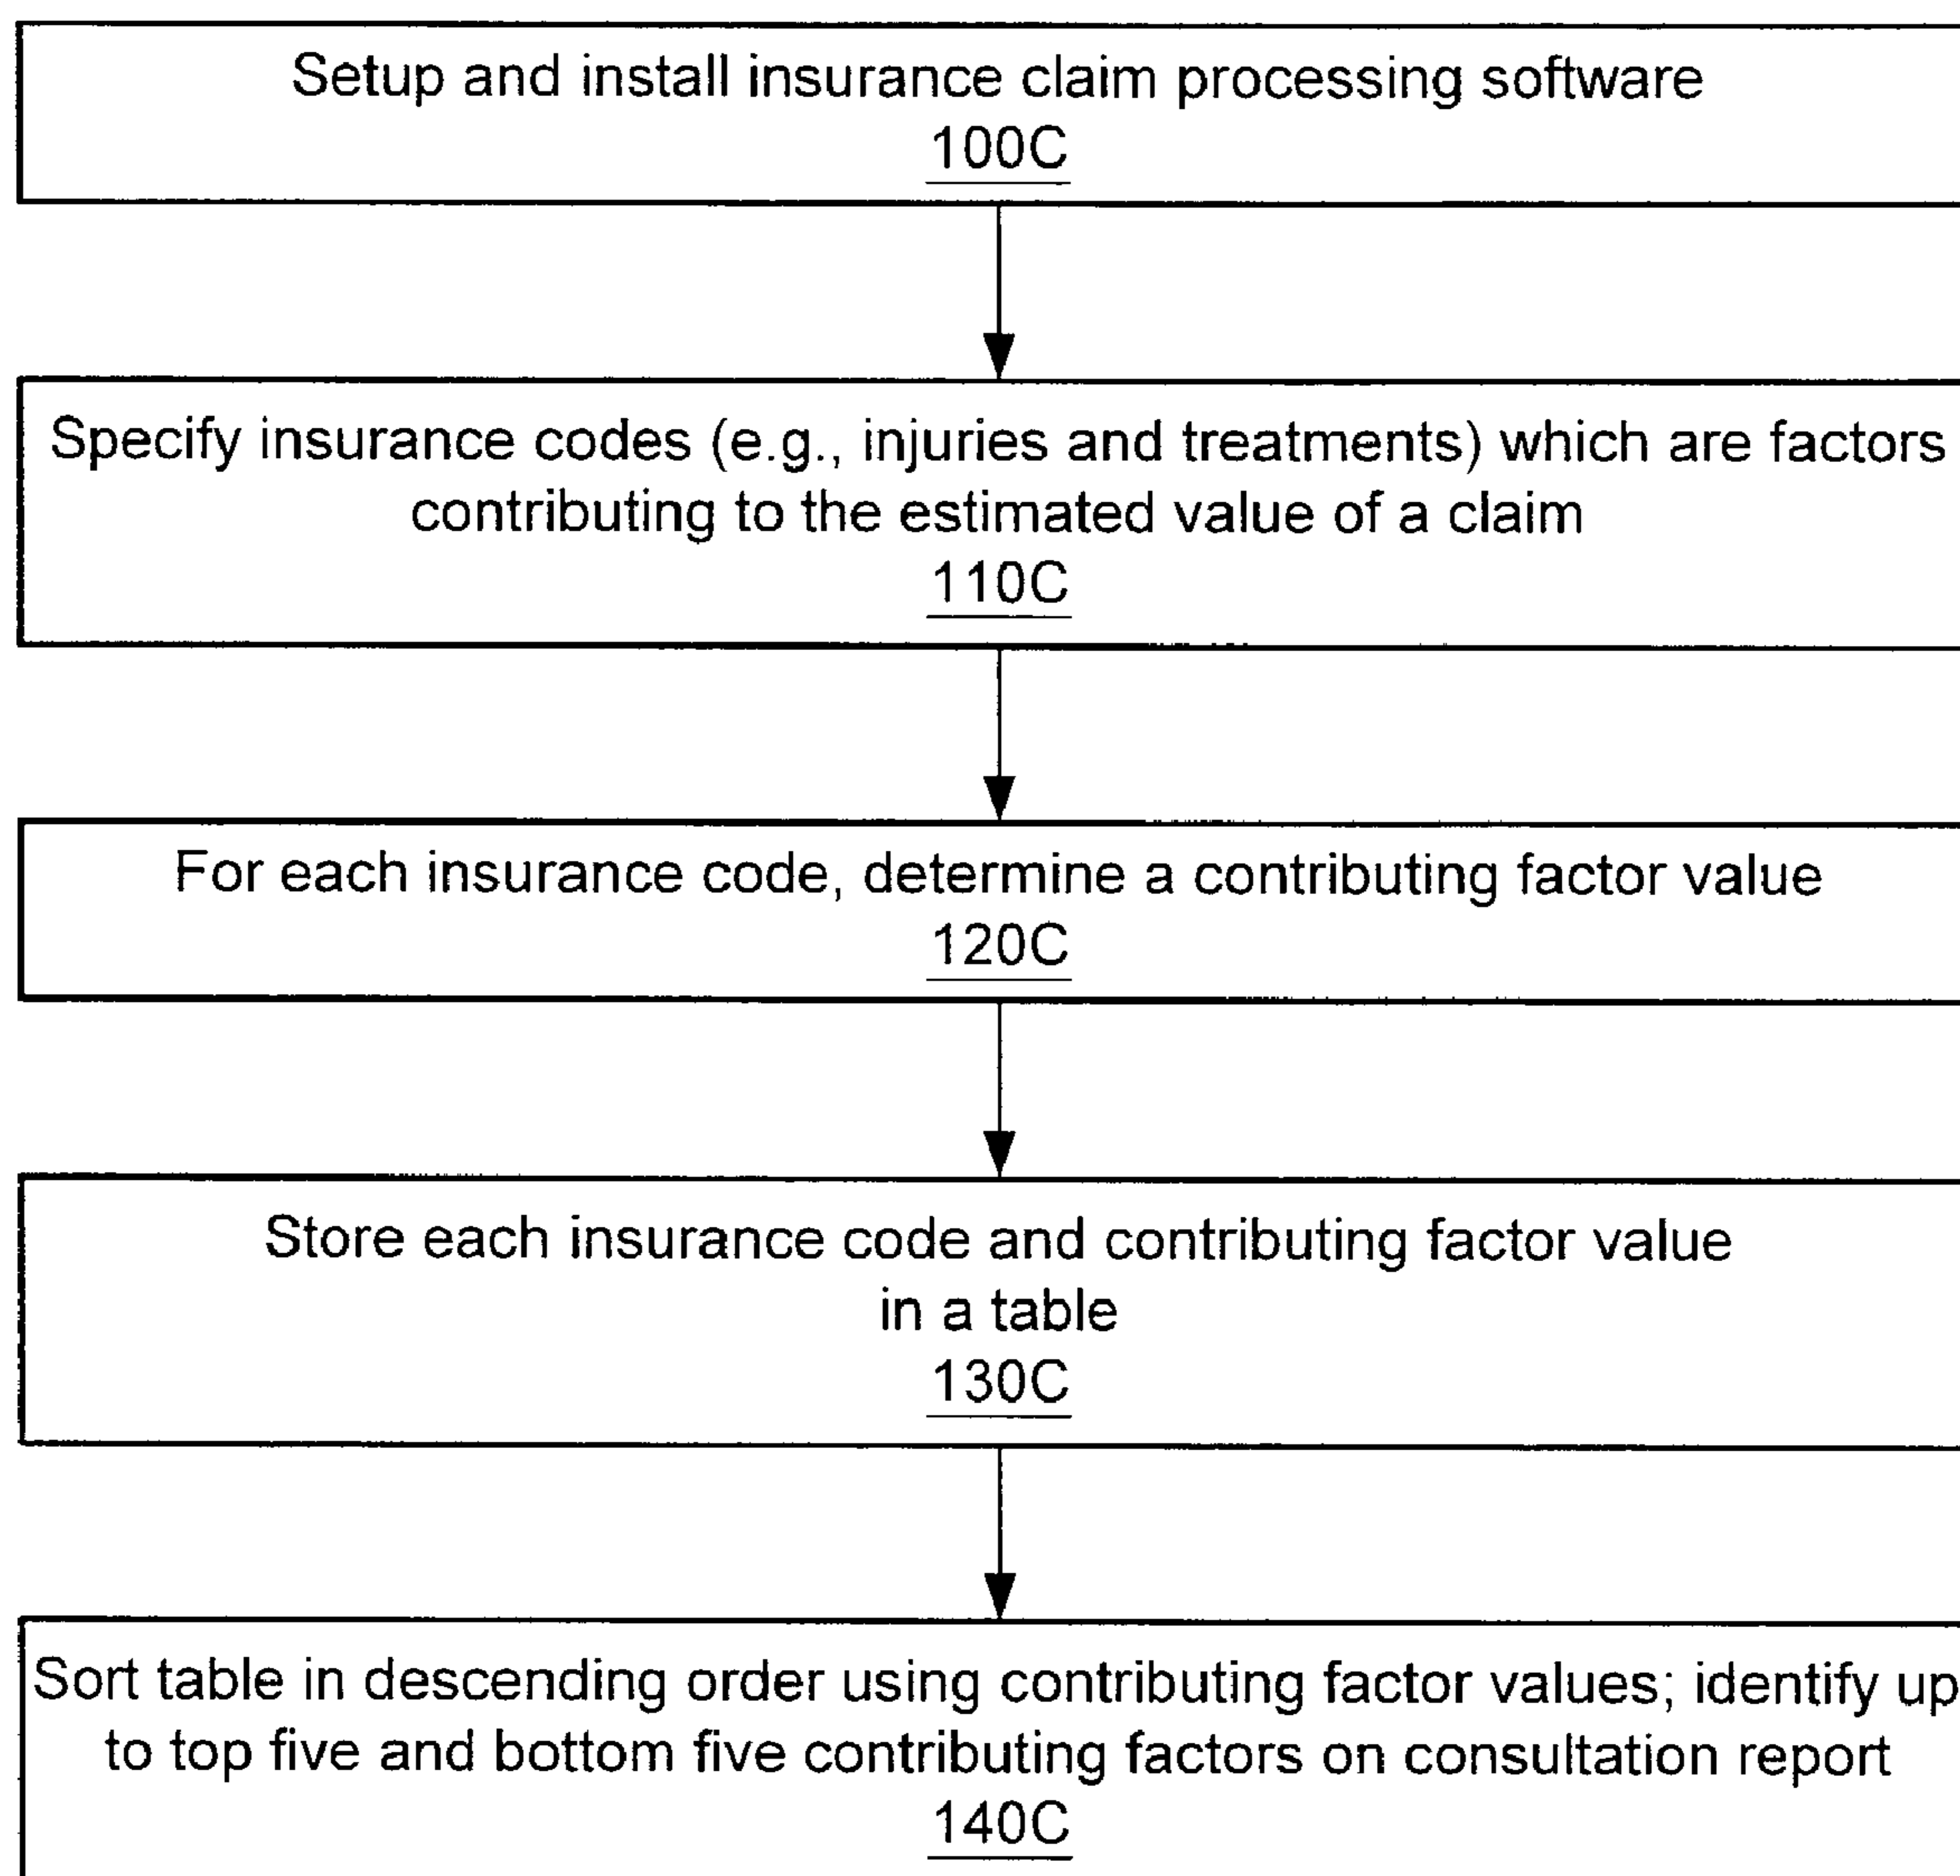 Setup and install insurance claim processing software
100C
Specify insurance codes (e.g., injuries and treatments) which are factors
contributing to the estimated value of a claim
110C
For each insurance code, determine a contributing factor value
120C
Store each insurance code and contributing factor value
in a table
130C
Sort table in descending order using contributing factor values; identify up
to top five and bottom five contributing factors on consultation report
140C